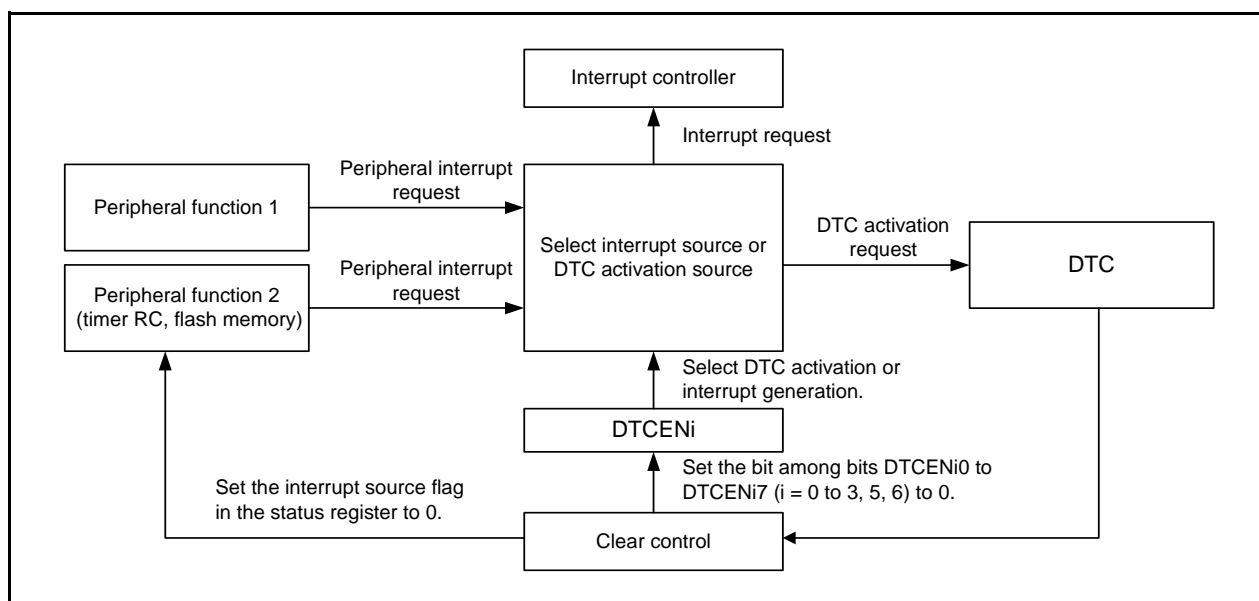 Interrupt controller
Interrupt request
Peripheral interrupt
request
Peripheral function 1
Select interrupt source or
DTC activation source
DTC activation
request
DTC
Peripheral interrupt
request
Peripheral function 2
(timer RC, flash memory)
Select DTC activation or
interrupt generation.
DTCENi
Set the bit among bits DTCENi0 to
DTCENi7 (i = 0 to 3, 5, 6) to 0.
Set the interrupt source flag
in the status register to 0.
Clear control